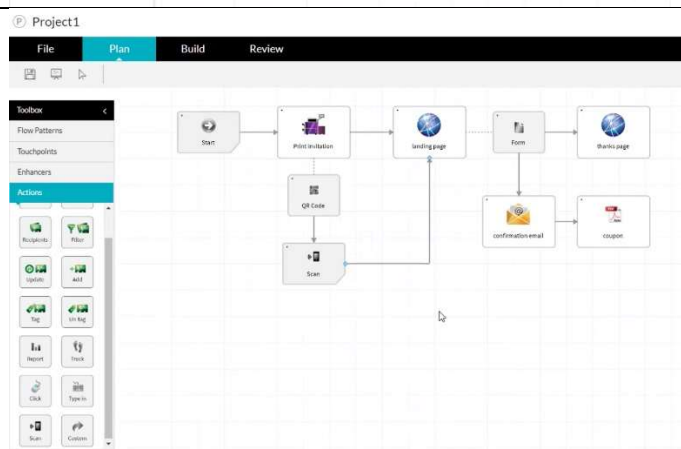 P Project1
File Plan Build Review
Toolbox <
Flow Patterns
Touchpoints
Enhancers
Actions
Start
Print Invitation
landing page
Form
thanks page
QR Code
confirmation email
coupon
Scan
Recipients Filter
Update Add
Tag Un-tag
Report Track
Click Type in
Scan Custom